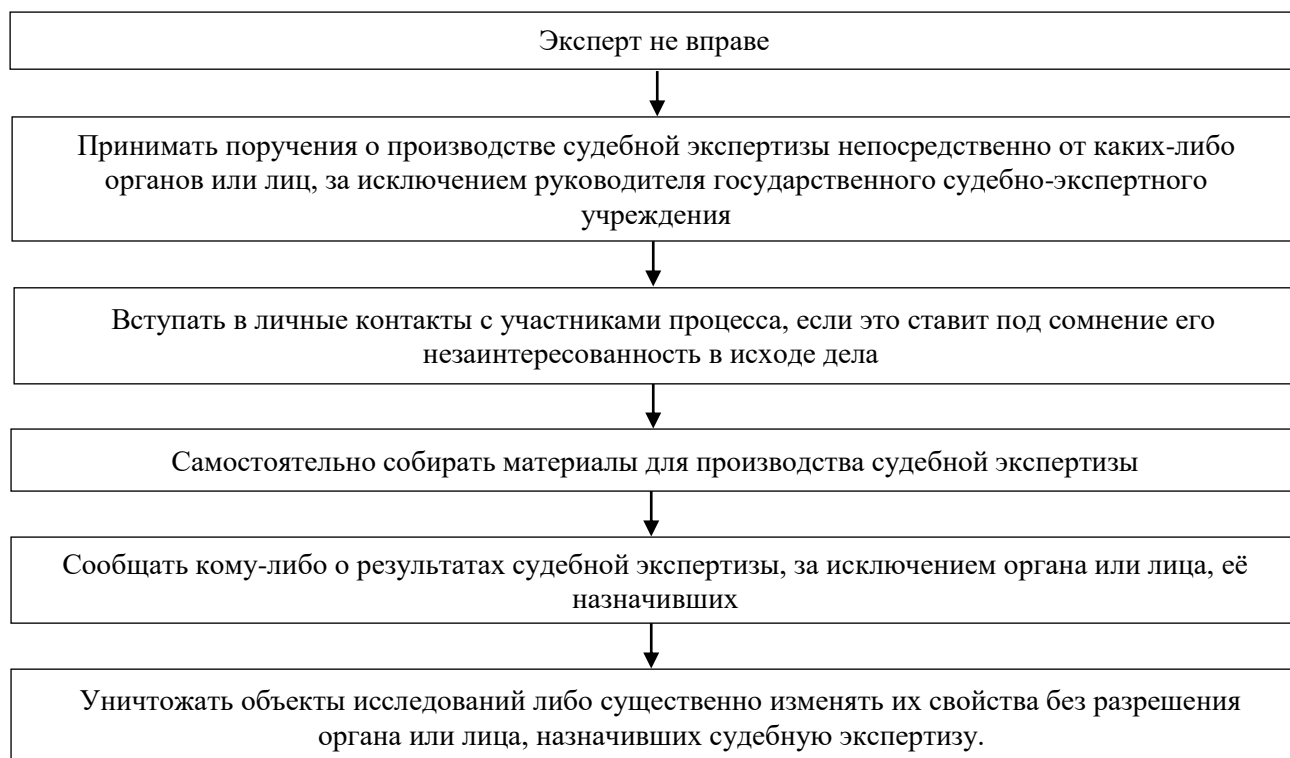 Эксперт не вправе
Принимать поручения о производстве судебной экспертизы непосредственно от каких-либо
органов или лиц, за исключением руководителя государственного судебно-экспертного
учреждения
Вступать в личные контакты с участниками процесса, если это ставит под сомнение его
незаинтересованность в исходе дела
Самостоятельно собирать материалы для производства судебной экспертизы
Сообщать кому-либо о результатах судебной экспертизы, за исключением органа или лица, её
назначивших
Уничтожать объекты исследований либо существенно изменять их свойства без разрешения
органа или лица, назначивших судебную экспертизу.